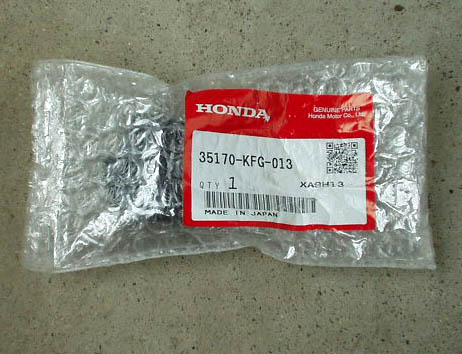 HONDA
GENUINE PARTS
Honda Motor Co., Ltd.
35170-KFG-013
QTY 1
XA9H13
MADE IN JAPAN